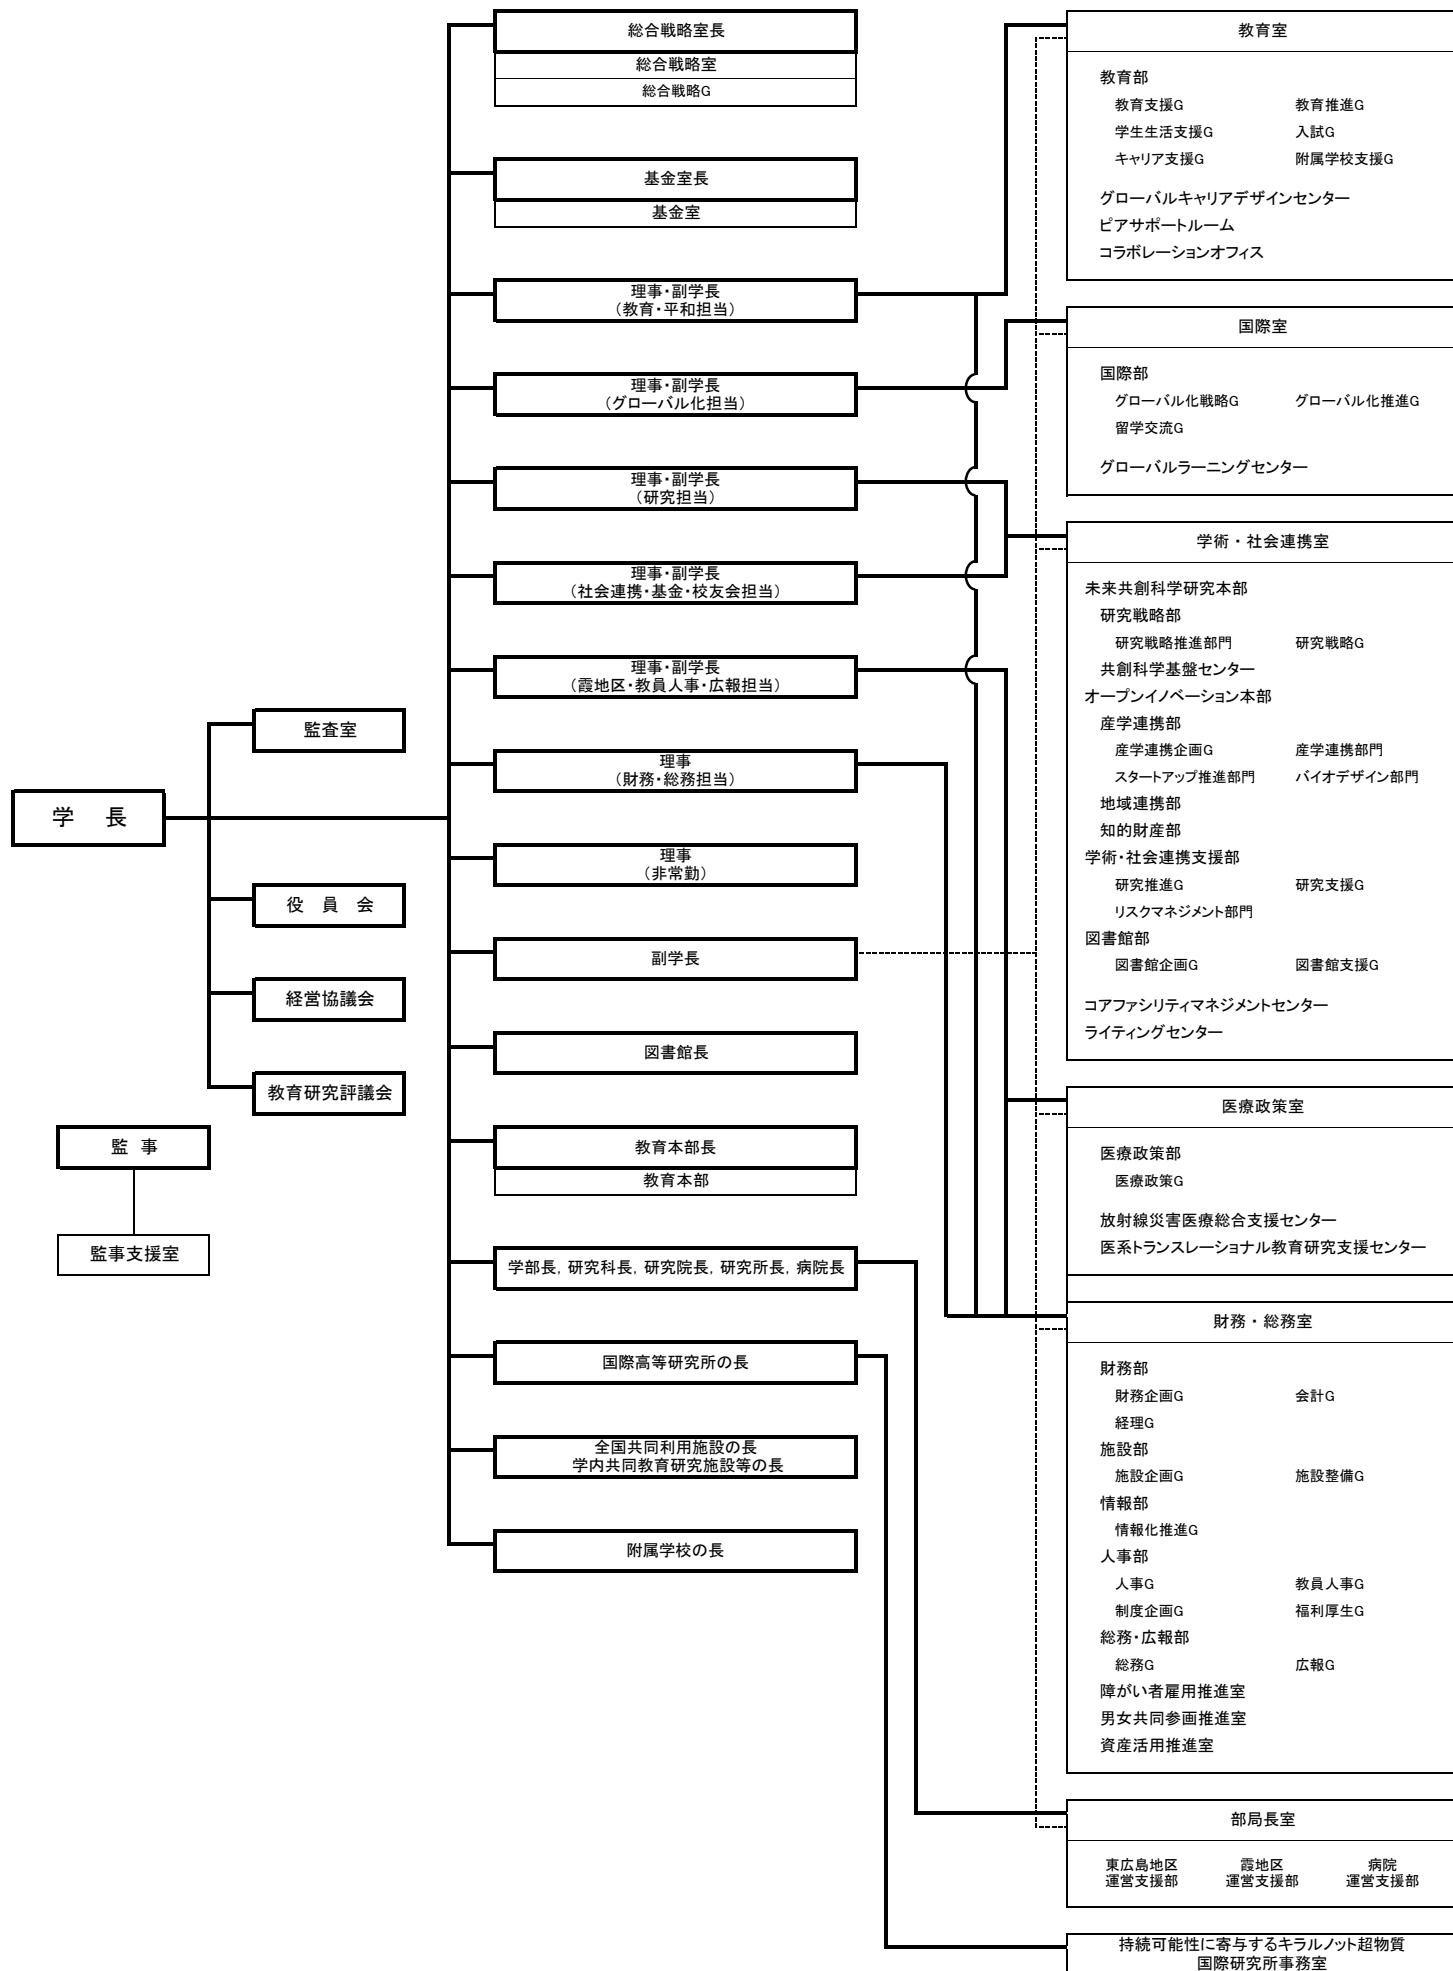 学　長
監査室
役　員　会
経営協議会
教育研究評議会
監　事
監事支援室
総合戦略室長
総合戦略室
総合戦略G
基金室長
基金室
理事・副学長
（教育・平和担当）
理事・副学長
（グローバル化担当）
理事・副学長
（研究担当）
理事・副学長
（社会連携・基金・校友会担当）
理事・副学長
（霞地区・教員人事・広報担当）
理事
（財務・総務担当）
理事
（非常勤）
副学長
図書館長
教育本部長
教育本部
学部長，研究科長，研究院長，研究所長，病院長
国際高等研究所の長
全国共同利用施設の長
学内共同教育研究施設等の長
附属学校の長
教育室
教育部
教育支援G　教育推進G
学生生活支援G　入試G
キャリア支援G　附属学校支援G
グローバルキャリアデザインセンター
ピアサポートルーム
コラボレーションオフィス
国際室
国際部
グローバル化戦略G　グローバル化推進G
留学交流G
グローバルラーニングセンター
学術・社会連携室
未来共創科学研究本部
研究戦略部
研究戦略推進部門　研究戦略G
共創科学基盤センター
オープンイノベーション本部
産学連携部
産学連携企画G　産学連携部門
スタートアップ推進部門　バイオデザイン部門
地域連携部
知的財産部
学術・社会連携支援部
研究推進G　研究支援G
リスクマネジメント部門
図書館部
図書館企画G　図書館支援G
コアファシリティマネジメントセンター
ライティングセンター
医療政策室
医療政策部
医療政策G
放射線災害医療総合支援センター
医系トランスレーショナル教育研究支援センター
財務・総務室
財務部
財務企画G　会計G
経理G
施設部
施設企画G　施設整備G
情報部
情報化推進G
人事部
人事G　教員人事G
制度企画G　福利厚生G
総務・広報部
総務G　広報G
障がい者雇用推進室
男女共同参画推進室
資産活用推進室
部局長室
東広島地区　霞地区　病院
運営支援部　運営支援部　運営支援部
持続可能性に寄与するキラルノット超物質
国際研究所事務室